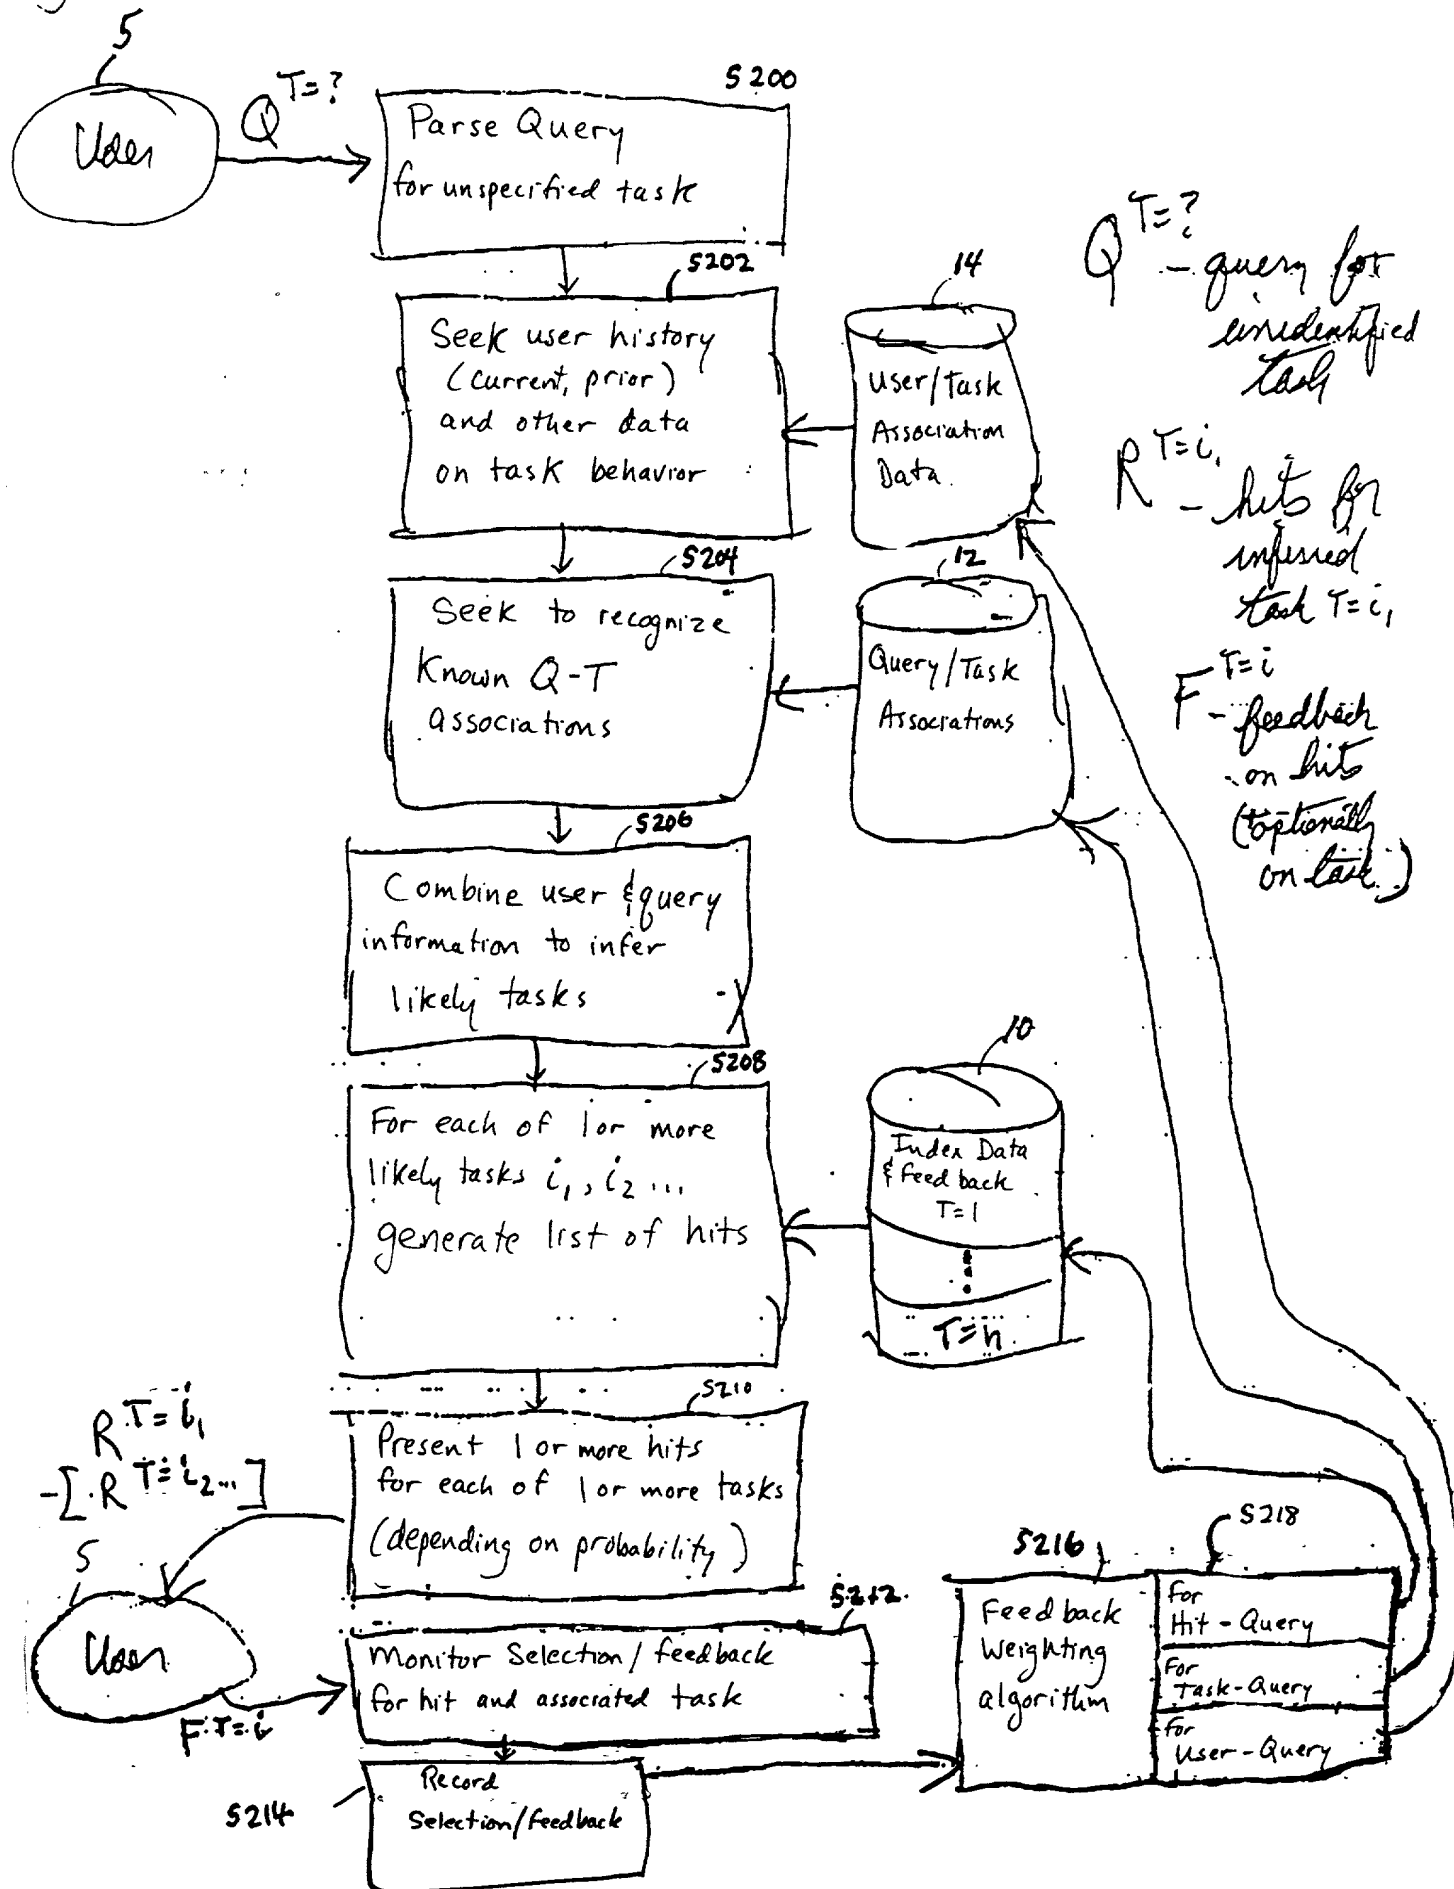 5
User
Q T=?
S200
Parse Query
for unspecified task
S202
Seek user history
(current, prior)
and other data
on task behavior
14
User/Task
Association
Data
Q T=?
- query for
unidentified
task
R T=i1
- hits for
inferred
task T=i1
F T=i
- feedback
on hits
(optionally
on task)
S204
Seek to recognize
Known Q-T
associations
12
Query/Task
Associations
S206
Combine user & query
information to infer
likely tasks
S208
For each of 1 or more
likely tasks i1, i2 ...
generate list of hits
10
Index Data
& feedback
T=1
T=n
S210
Present 1 or more hits
for each of 1 or more tasks
(depending on probability)
R T=i1
-[R T=i2...]
5
User
F T=i
S212
Monitor Selection/feedback
for hit and associated task
S214
Record
Selection/feedback
S216
Feedback
Weighting
algorithm
S218
For
Hit-Query
For
Task-Query
For
User-Query